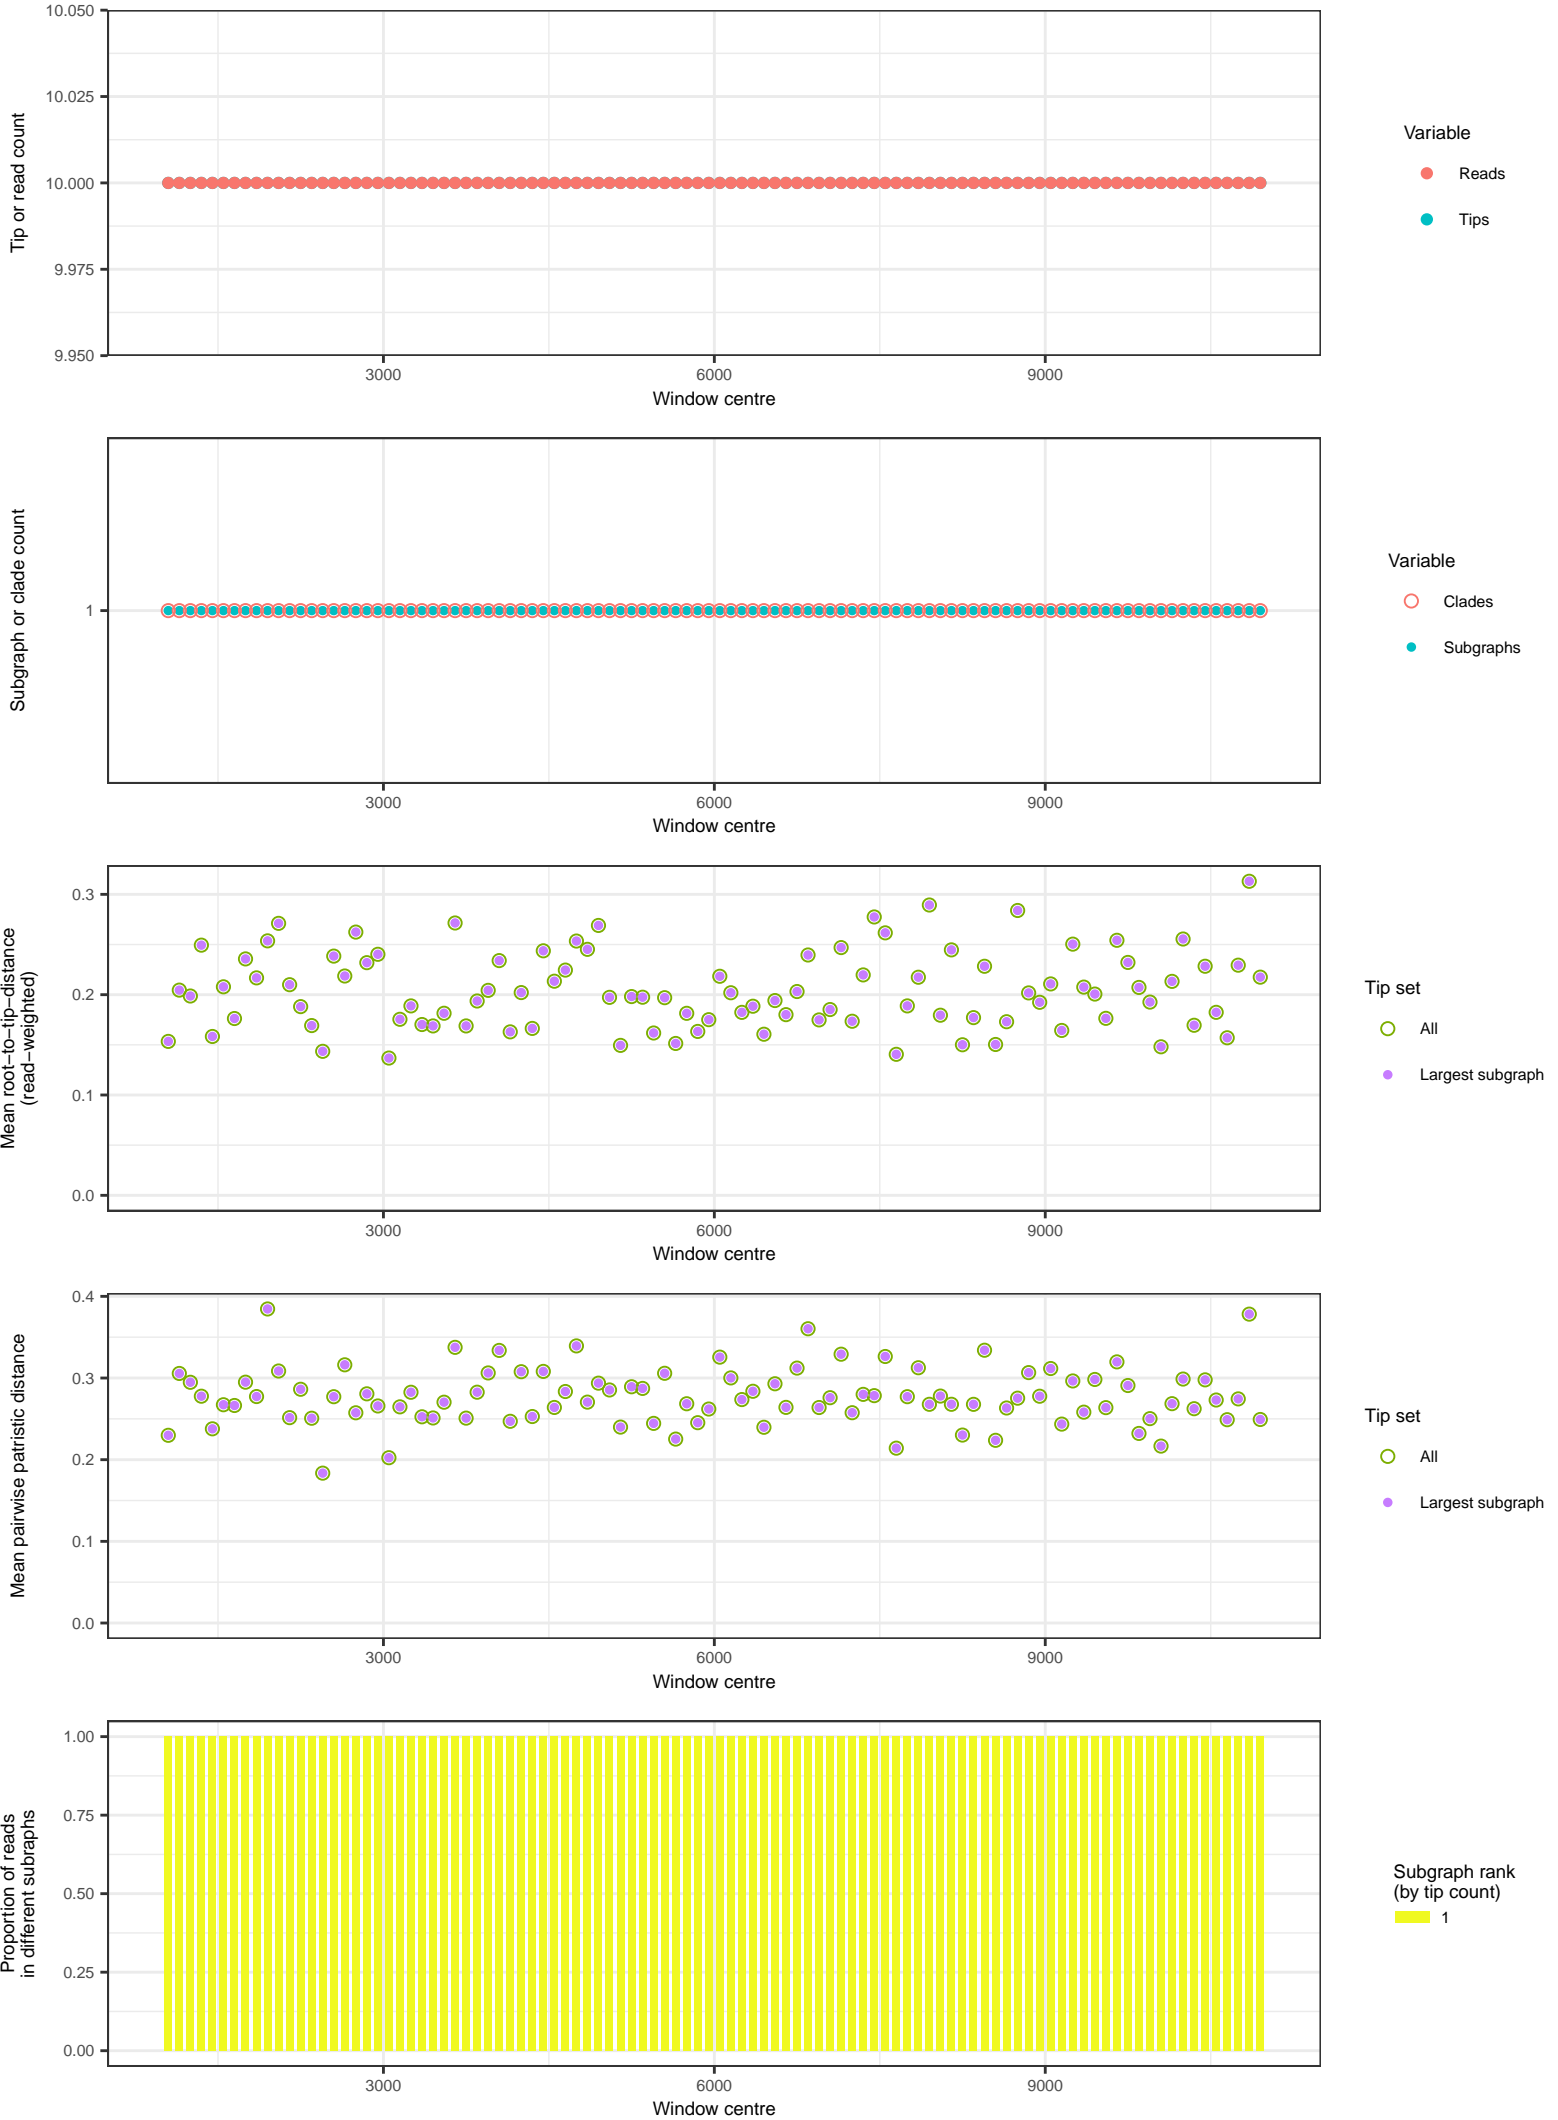 10.050
10.025
10.000
9.975
9.950
Tip or read count
3000
6000
9000
Window centre
Variable
Reads
Tips
1
Subgraph or clade count
3000
6000
9000
Window centre
Variable
Clades
Subgraphs
0.3
0.2
0.1
0.0
Mean root−to−tip−distance
(read−weighted)
3000
6000
9000
Window centre
Tip set
All
Largest subgraph
0.4
0.3
0.2
0.1
0.0
Mean pairwise patristic distance
3000
6000
9000
Window centre
Tip set
All
Largest subgraph
1.00
0.75
0.50
0.25
0.00
Proportion of reads
in different subraphs
3000
6000
9000
Window centre
Subgraph rank
(by tip count)
1